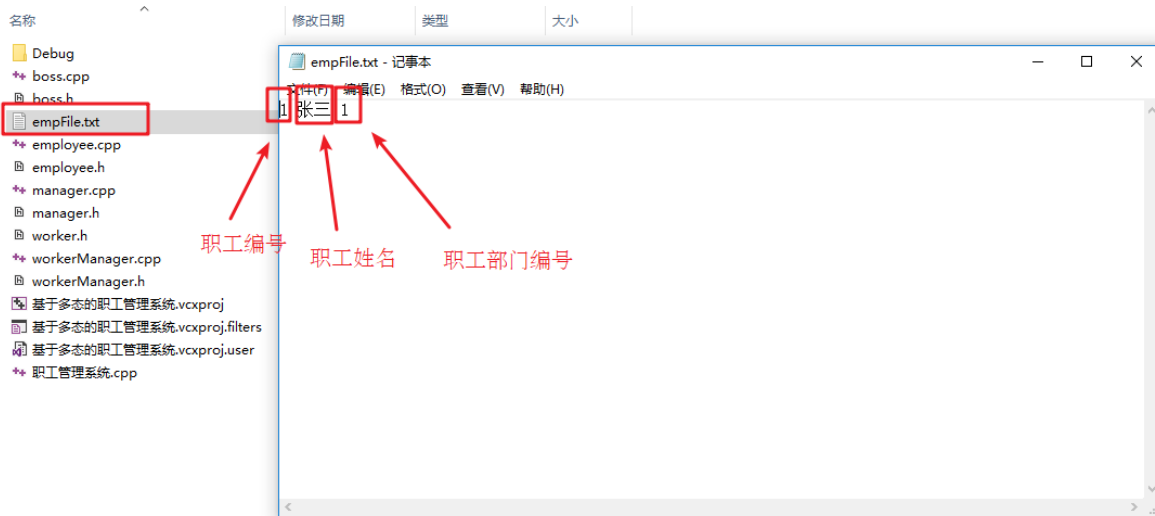 名称 修改日期 类型 大小
Debug
boss.cpp
boss.h
empFile.txt
employee.cpp
employee.h
manager.cpp
manager.h
worker.h
workerManager.cpp
workerManager.h
基于多态的职工管理系统.vcxproj
基于多态的职工管理系统.vcxproj.filters
基于多态的职工管理系统.vcxproj.user
职工管理系统.cpp
empFile.txt - 记事本
文件(F) 编辑(E) 格式(O) 查看(V) 帮助(H)
1 张三 1
职工编号 职工姓名 职工部门编号